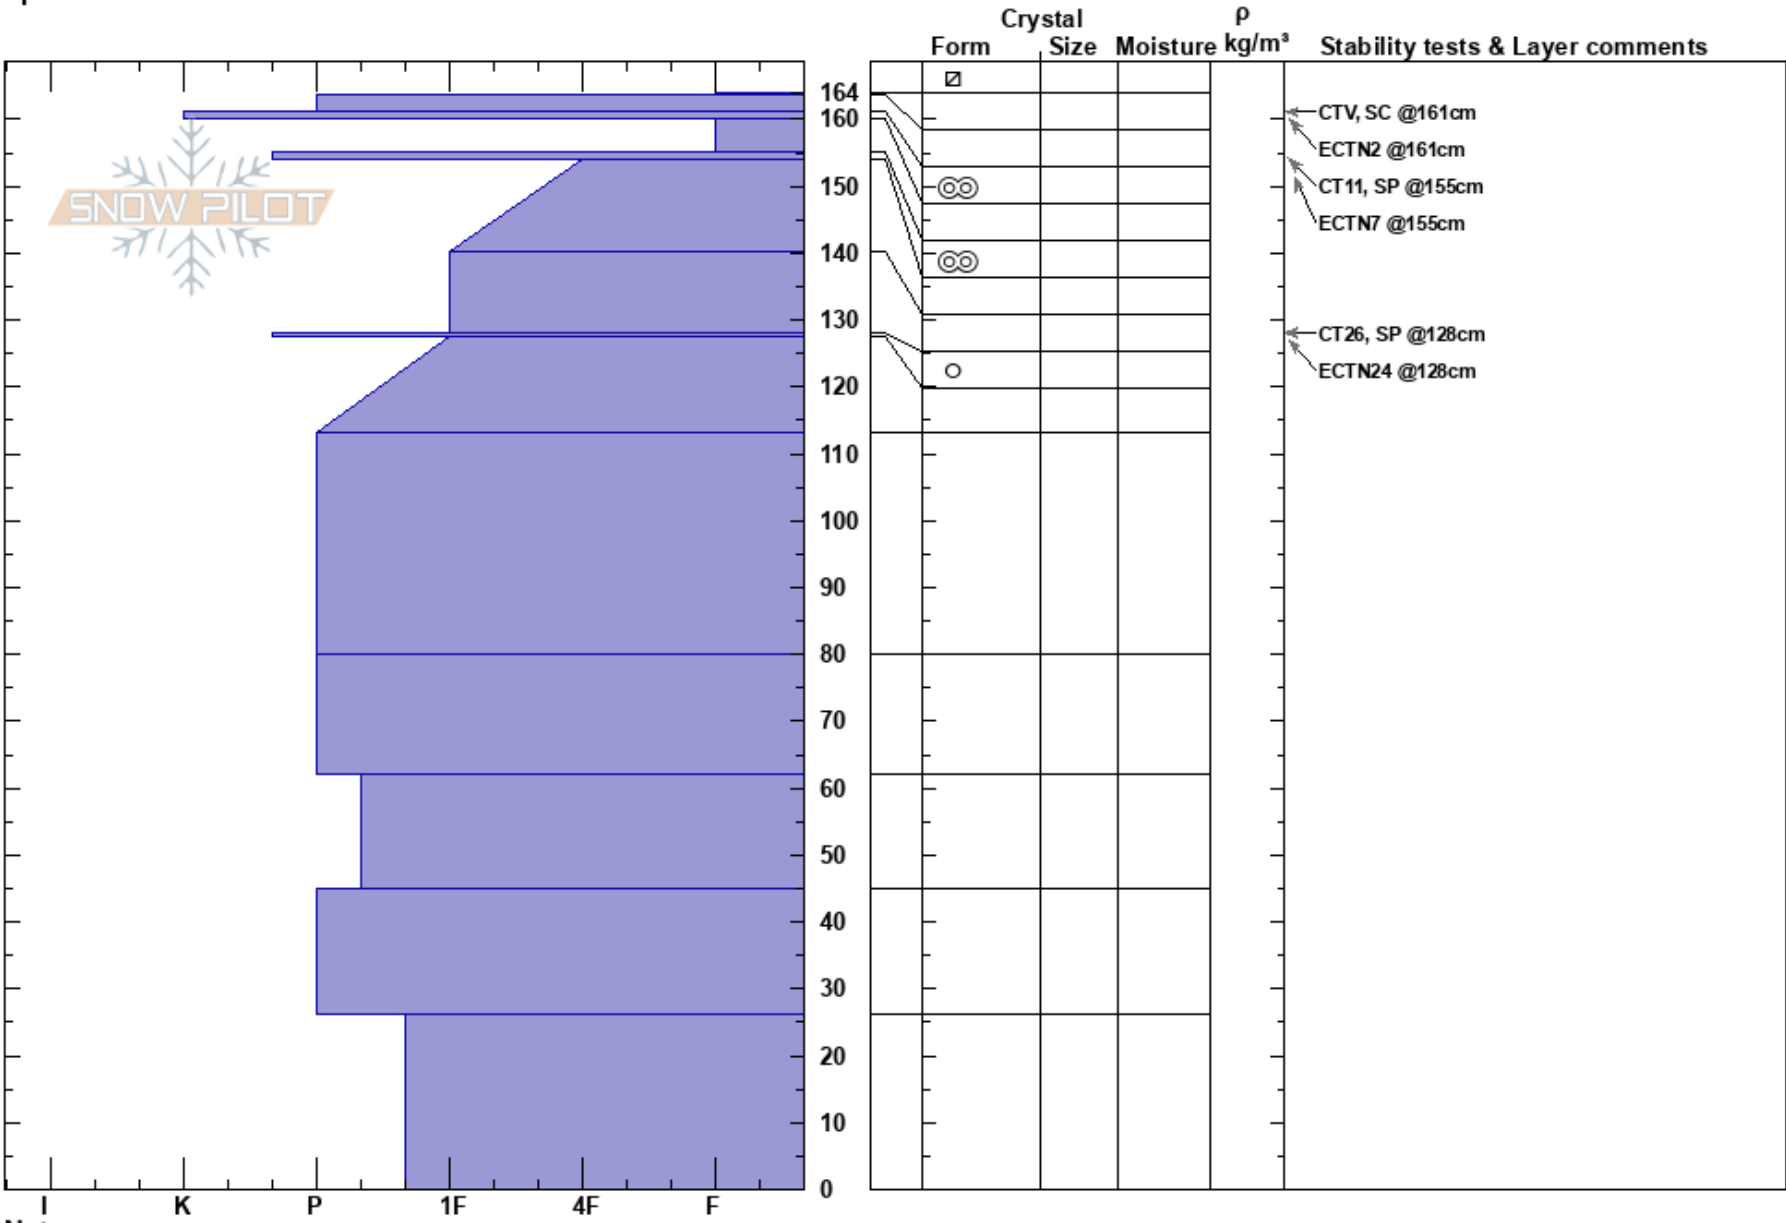 Crystal
ρ
Form Size Moisture kg/m³ Stability tests & Layer comments
164
160
150
140
130
120
110
100
90
80
70
60
50
40
30
20
10
0
SNOW PILOT
CTV, SC @161cm
ECTN2 @161cm
CT11, SP @155cm
ECTN7 @155cm
CT26, SP @128cm
ECTN24 @128cm
I K P 1F 4F F